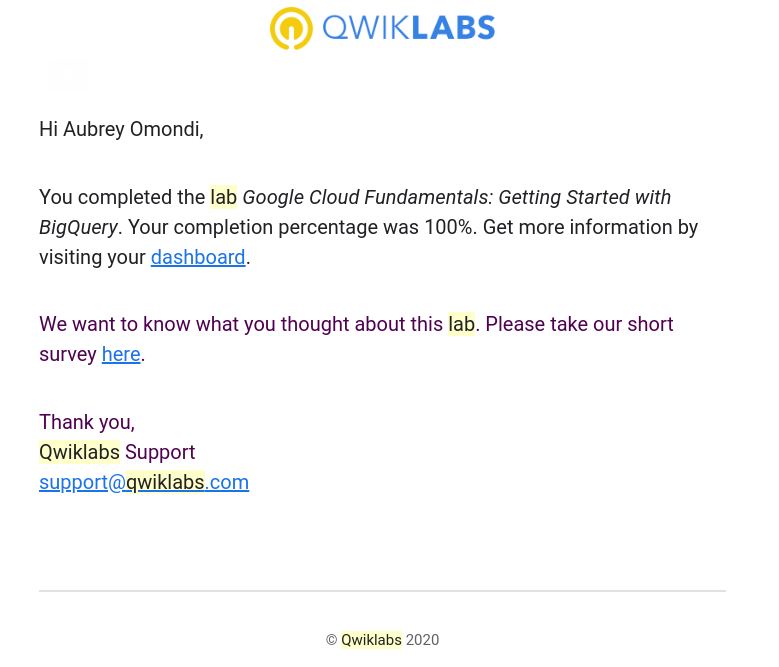 QWIKLABS
Hi Aubrey Omondi,
You completed the lab Google Cloud Fundamentals: Getting Started with
BigQuery. Your completion percentage was 100%. Get more information by
visiting your dashboard.
We want to know what you thought about this lab. Please take our short
survey here.
Thank you,
Qwiklabs Support
support@qwiklabs.com
© Qwiklabs 2020